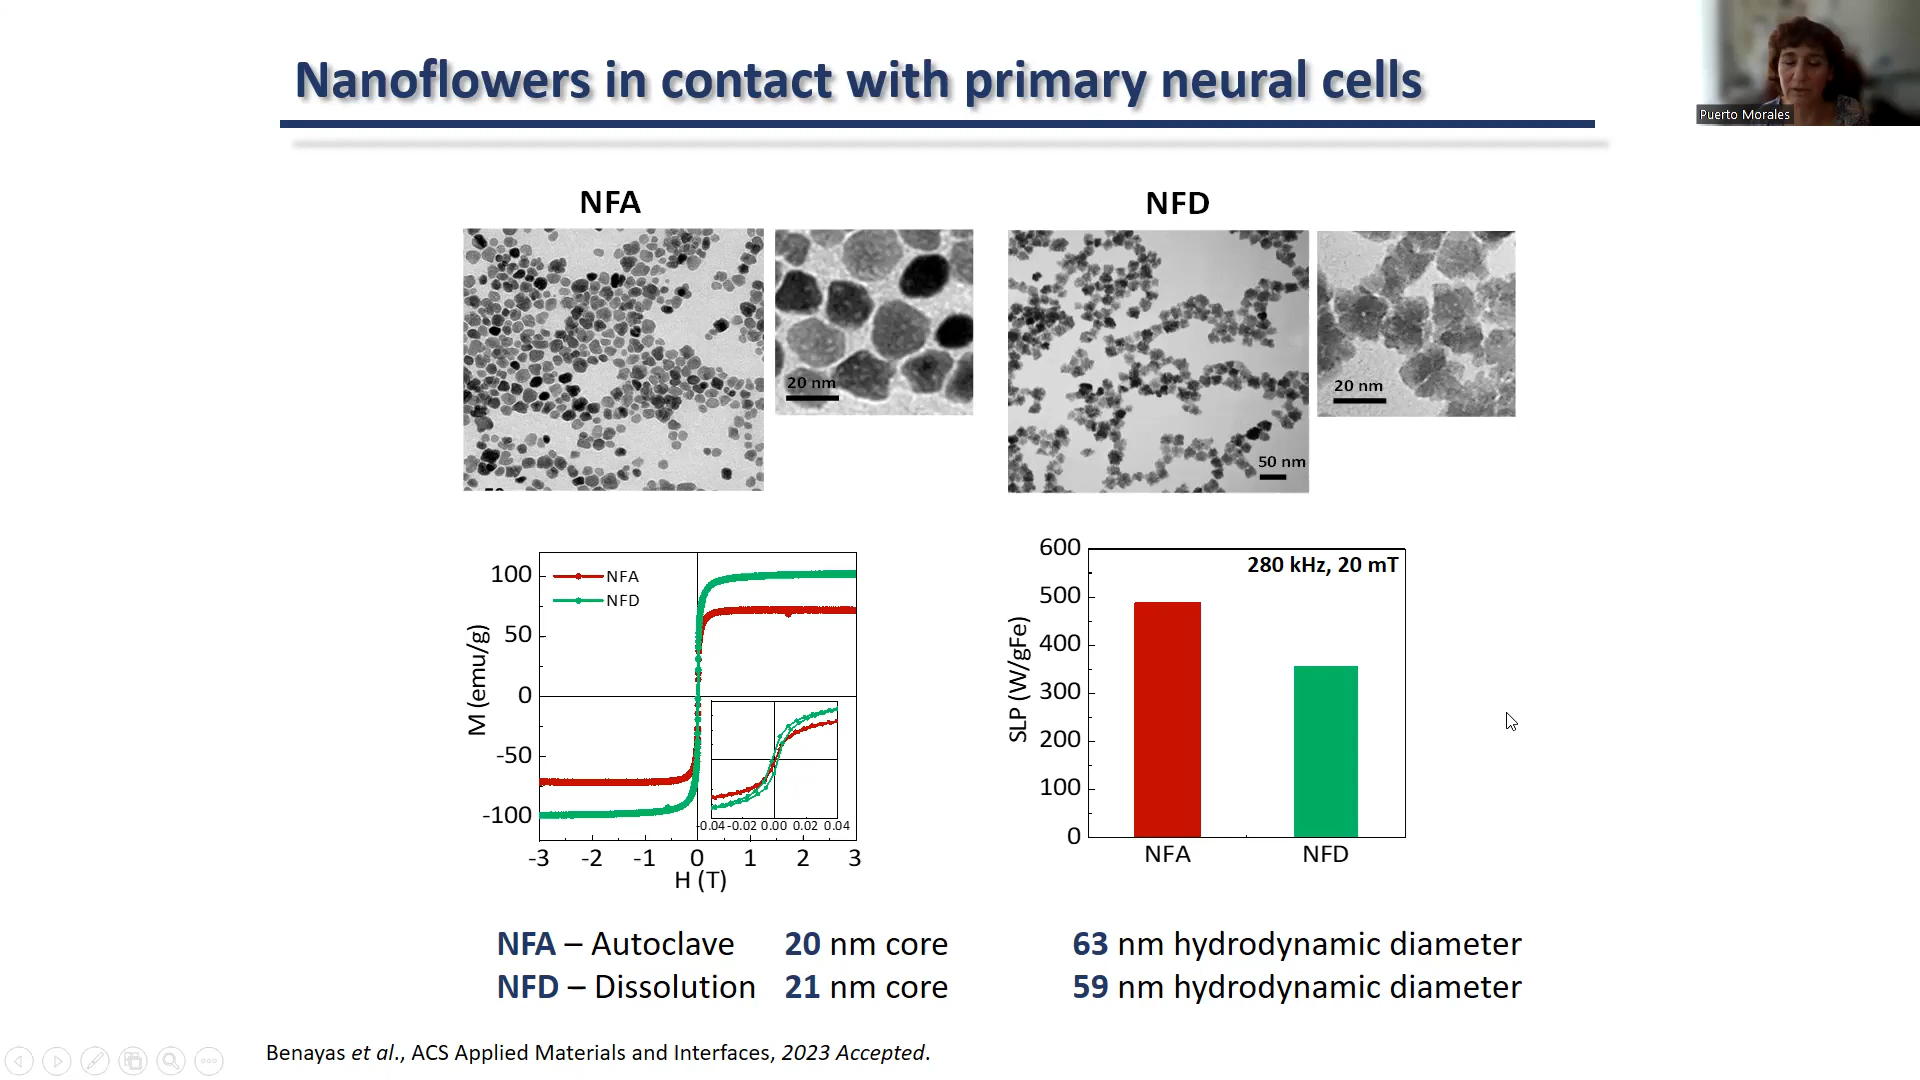 Nanoflowers in contact with primary neural cells
Puerto Morales
NFA
NFD
20 nm
50 nm
20 nm
100
50
0
-50
-100
M (emu/g)
NFA
NFD
-0.04 -0.02 0.00 0.02 0.04
-3 -2 -1 0 1 2 3
H (T)
600
500
400
300
200
100
0
SLP (W/gFe)
280 kHz, 20 mT
NFA NFD
NFA – Autoclave 20 nm core 63 nm hydrodynamic diameter
NFD – Dissolution 21 nm core 59 nm hydrodynamic diameter
Benayas et al., ACS Applied Materials and Interfaces, 2023 Accepted.